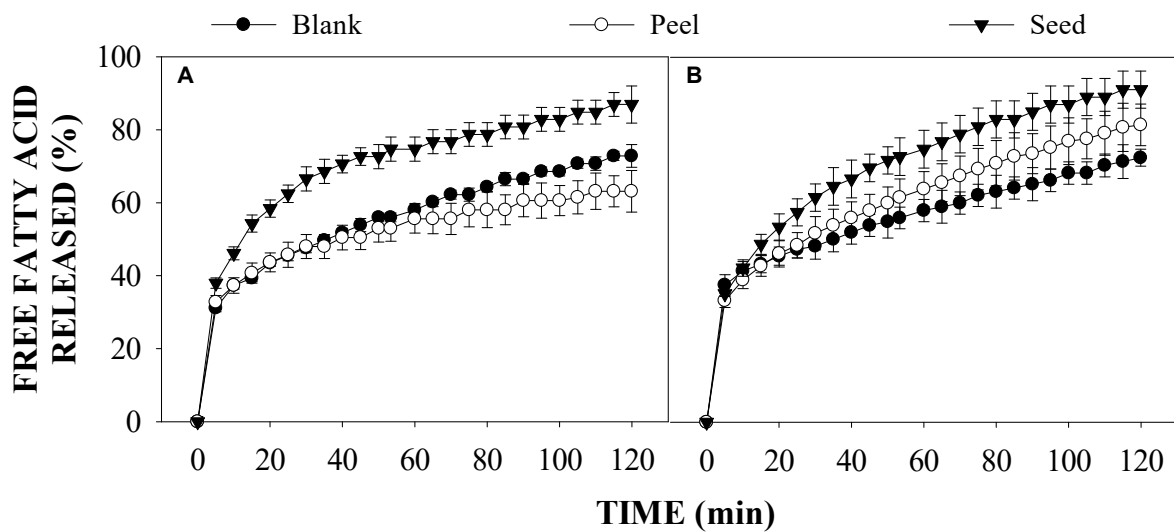 Blank Peel Seed
A B
FREE FATTY ACID
RELEASED (%)
100
80
60
40
20
0
0 20 40 60 80 100 120 0 20 40 60 80 100 120
TIME (min)